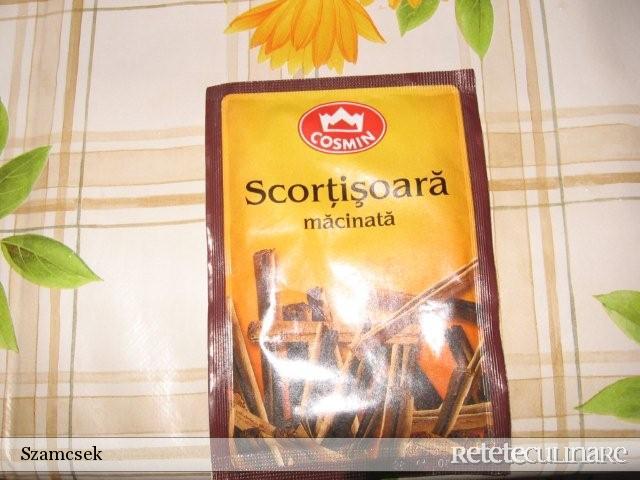 COSMIN
Scorțișoară
măcinată
Szamcsek
ReteteCULINARE